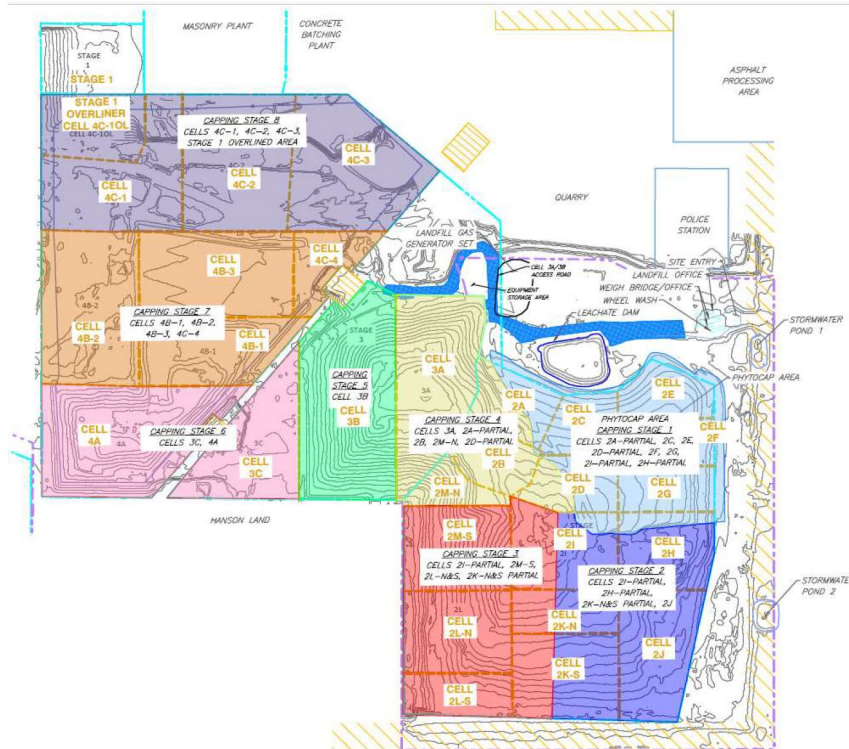 MASONRY PLANT
CONCRETE
BATCHING
PLANT
ASPHALT
PROCESSING
AREA
STAGE
1
STAGE 1
STAGE 1
OVERLINER
CELL 4C-1OL
CELL 4C-1OL
CAPPING STAGE 8
CELLS 4C-1, 4C-2, 4C-3,
STAGE 1 OVERLINED AREA
CELL
4C-3
CELL
4C-1
CELL
4C-2
QUARRY
POLICE
STATION
LANDFILL GAS
GENERATOR SET
CELL 3A/3B
ACCESS ROAD
EQUIPMENT
STORAGE AREA
SITE ENTRY
LANDFILL OFFICE
WEIGH BRIDGE/OFFICE
WHEEL WASH
LEACHATE DAM
STORMWATER
POND 1
CELL
4C-4
CELL
4B-3
4B-2
CAPPING STAGE 7
CELLS 4B-1, 4B-2,
4B-3, 4C-4
CELL
4B-2
CELL
4B-1
4B-1
STAGE
3
CAPPING
STAGE 5
CELL 3B
CELL
3B
CELL
3A
3A
PHYTOCAP AREA
CELL
2A
CELL
2C
CELL
2E
CELL
2F
CAPPING STAGE 4
CELLS 3A, 2A-PARTIAL,
2B, 2M-N, 2D-PARTIAL
PHYTOCAP AREA
CAPPING STAGE 1
CELLS 2A-PARTIAL, 2C, 2E,
2D-PARTIAL, 2F, 2G,
2I-PARTIAL, 2H-PARTIAL
CELL
4A
4A
CAPPING STAGE 6
CELLS 3C, 4A
3C
CELL
3C
CELL
2B
CELL
2M-N
CELL
2D
CELL
2G
HANSON LAND
STAGE
CELL
2M-S
CELL
2I
CELL
2H
CAPPING STAGE 3
CELLS 2I-PARTIAL, 2M-S,
2L-N&S, 2K-N&S PARTIAL
CAPPING STAGE 2
CELLS 2I-PARTIAL,
2H-PARTIAL,
2K-N&S PARTIAL, 2J
STORMWATER
POND 2
2L
CELL
2L-N
CELL
2K-N
CELL
2J
CELL
2K-S
CELL
2L-S